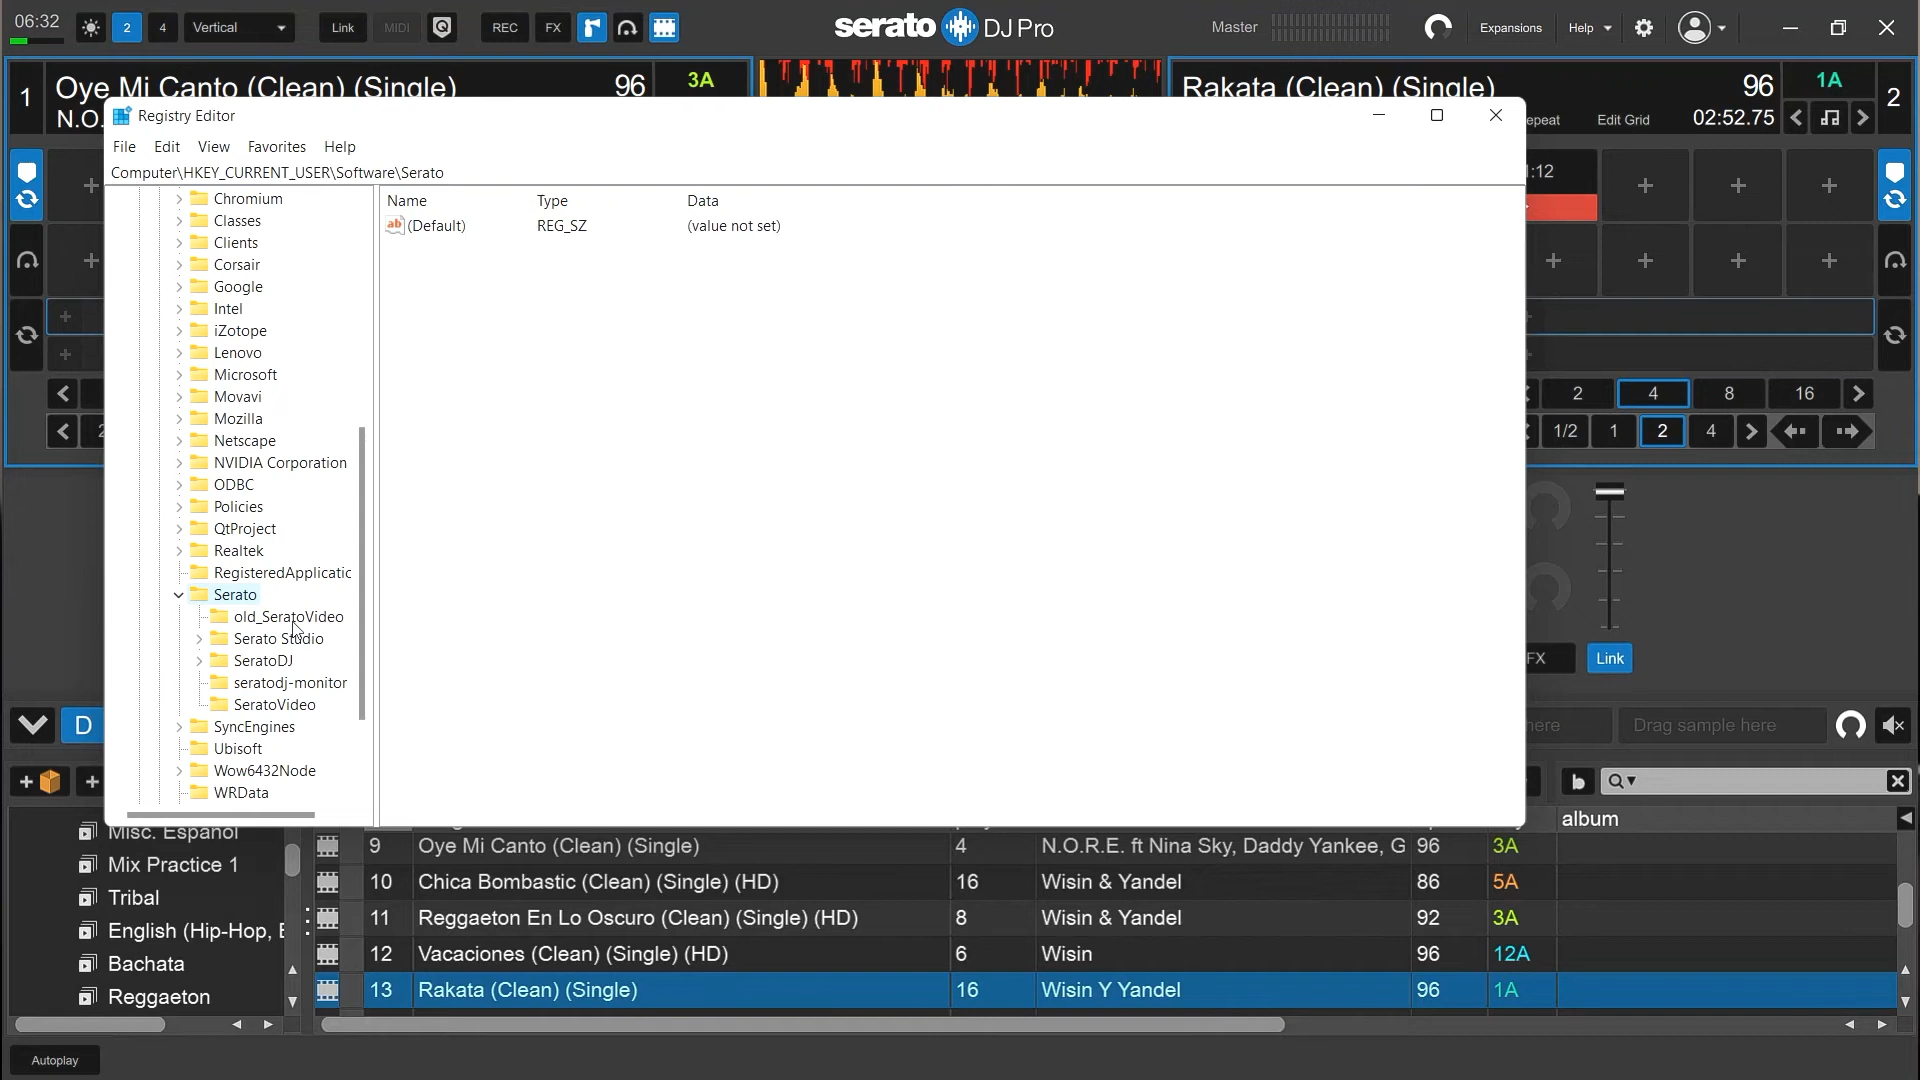 06:32 2 4 Vertical Link MIDI REC FX serato DJ Pro Master Expansions Help
1 Oye Mi Canto (Clean) (Single) 96 3A
N.O.
Rakata (Clean) (Single) 96 1A 2
epeat Edit Grid 02:52.75
Registry Editor
File Edit View Favorites Help
Computer\HKEY_CURRENT_USER\Software\Serato
Name Type Data
ab (Default) REG_SZ (value not set)
Chromium
Classes
Clients
Corsair
Google
Intel
iZotope
Lenovo
Microsoft
Movavi
Mozilla
Netscape
NVIDIA Corporation
ODBC
Policies
QtProject
Realtek
RegisteredApplicatic
Serato
old_SeratoVideo
Serato Studio
SeratoDJ
seratodj-monitor
SeratoVideo
SyncEngines
Ubisoft
Wow6432Node
WRData
:12
2 4 8 16
1/2 1 2 4
FX Link
D
here Drag sample here
b
album
Misc. Espanol
Mix Practice 1
Tribal
English (Hip-Hop, E
Bachata
Reggaeton
9 Oye Mi Canto (Clean) (Single) 4 N.O.R.E. ft Nina Sky, Daddy Yankee, G 96 3A
10 Chica Bombastic (Clean) (Single) (HD) 16 Wisin & Yandel 86 5A
11 Reggaeton En Lo Oscuro (Clean) (Single) (HD) 8 Wisin & Yandel 92 3A
12 Vacaciones (Clean) (Single) (HD) 6 Wisin 96 12A
13 Rakata (Clean) (Single) 16 Wisin Y Yandel 96 1A
Autoplay